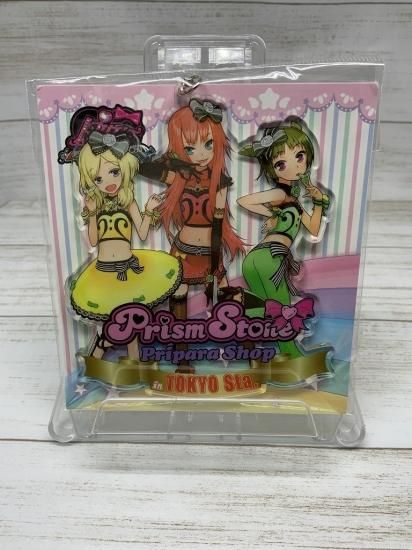 Prism Stone
Pripara Shop
in TOKYO Sta.